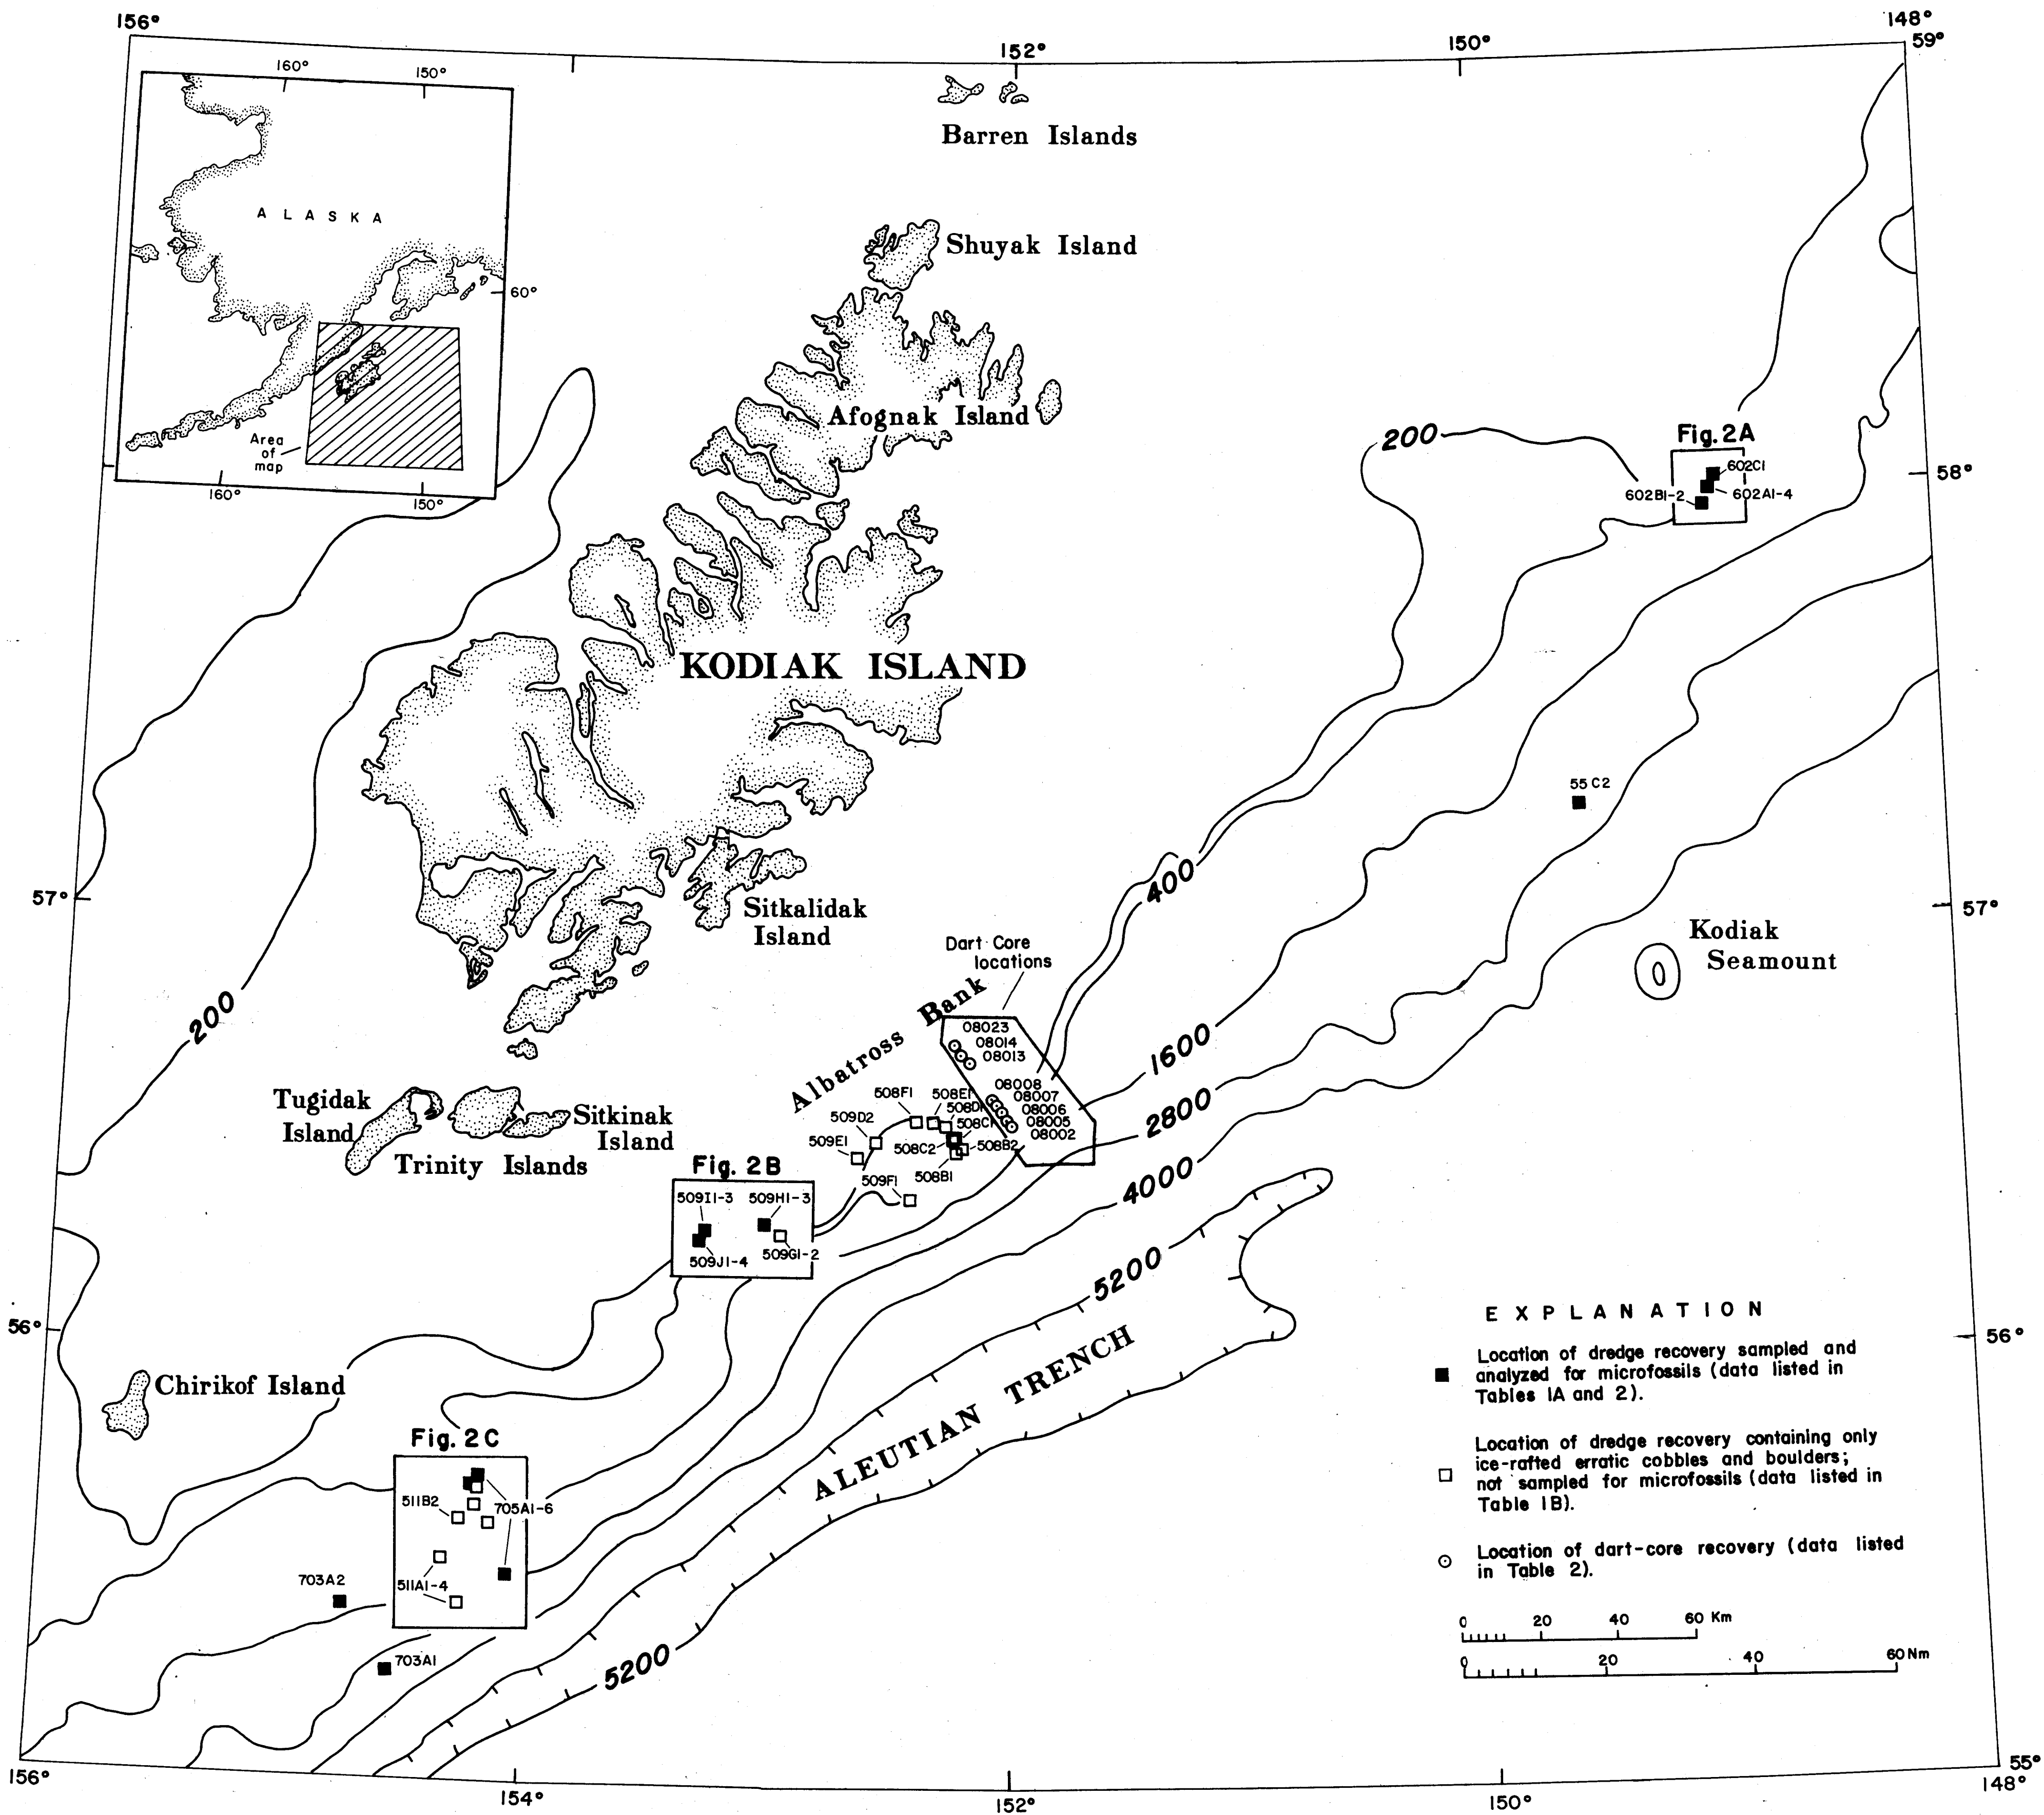 156°
152°
150°
148°
59°
160°
150°
ALASKA
60°
Area
of
map
160°
150°
Barren Islands
Shuyak Island
Afognak Island
KODIAK ISLAND
200
Fig. 2A
602C1
602B1-2
602A1-4
58°
55 C2
57°
57°
400
Sitkalidak
Island
Kodiak
Seamount
200
Dart Core
locations
Albatross Bank
08023
08014
08013
08008
08007
08006
08005
08002
1600
2800
4000
5200
Tugidak
Island
Sitkinak
Island
Trinity Islands
508F1
508E1
508D1
508C1
509D2
509E1
508C2
508B2
508B1
509F1
Fig. 2B
509I1-3
509H1-3
509J1-4
509G1-2
56°
56°
ALEUTIAN TRENCH
Chirikof Island
Fig. 2C
511B2
705A1-6
511A1-4
703A2
703A1
5200
EXPLANATION
Location of dredge recovery sampled and
analyzed for microfossils (data listed in
Tables 1A and 2).
Location of dredge recovery containing only
ice-rafted erratic cobbles and boulders;
not sampled for microfossils (data listed in
Table 1B).
Location of dart-core recovery (data listed
in Table 2).
0 20 40 60 Km
0 20 40 60 Nm
156°
154°
152°
150°
148°
55°